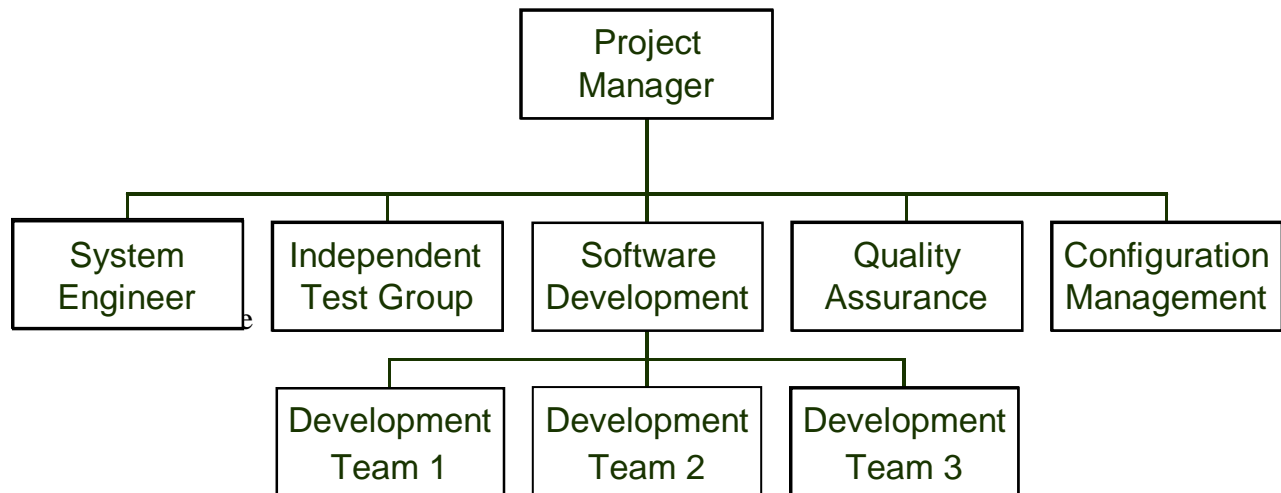 Project
Manager
System
Engineer
Independent
Test Group
Software
Development
Quality
Assurance
Configuration
Management
e
Development
Team 1
Development
Team 2
Development
Team 3